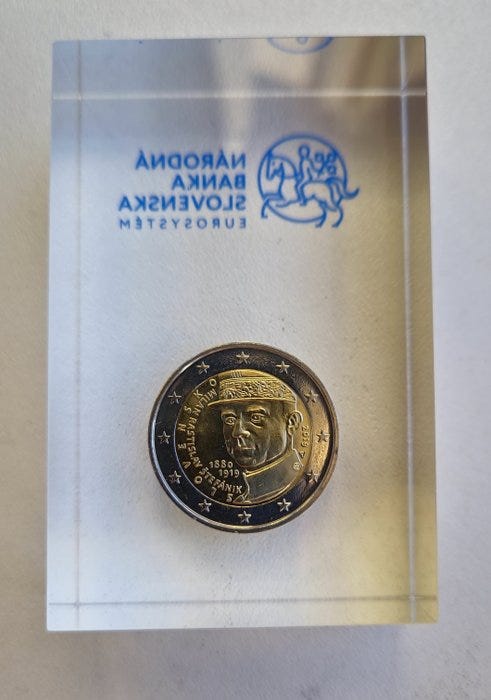 NÁRODNÁ
BANKA
SLOVENSKA
EUROSYSTÉM
SLOVENSKO
MILAN RASTISLAV ŠTEFÁNIK
1880
1919
2019